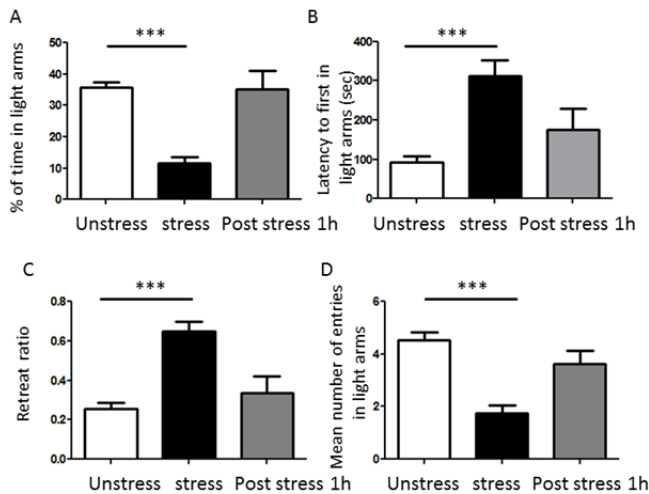 A
% of time in light arms
50
40
30
20
10
0
***
Unstress stress Post stress 1h
B
Latency to first in
light arms (sec)
400
300
200
100
0
***
Unstress stress Post stress 1h
C
Retreat ratio
0.8
0.6
0.4
0.2
0.0
***
Unstress stress Post stress 1h
D
Mean number of entries
in light arms
6
4
2
0
***
Unstress stress Post stress 1h